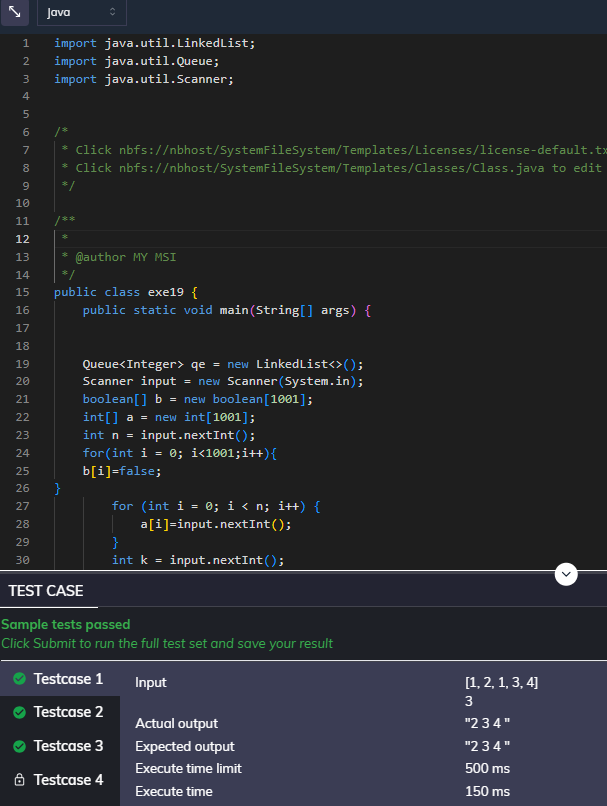 Java
1 import java.util.LinkedList;
2 import java.util.Queue;
3 import java.util.Scanner;
4
5
6 /*
7 * Click nbfs://nbhost/SystemFileSystem/Templates/Licenses/license-default.tx
8 * Click nbfs://nbhost/SystemFileSystem/Templates/Classes/Class.java to edit
9 */
10
11 /**
12 *
13 * @author MY MSI
14 */
15 public class exe19 {
16 public static void main(String[] args) {
17
18
19 Queue<Integer> qe = new LinkedList<>();
20 Scanner input = new Scanner(System.in);
21 boolean[] b = new boolean[1001];
22 int[] a = new int[1001];
23 int n = input.nextInt();
24 for(int i = 0; i<1001;i++){
25 b[i]=false;
26 }
27 for (int i = 0; i < n; i++) {
28 a[i]=input.nextInt();
29 }
30 int k = input.nextInt();
TEST CASE
Sample tests passed
Click Submit to run the full test set and save your result
Testcase 1
Testcase 2
Testcase 3
Testcase 4
Input [1, 2, 1, 3, 4]
3
Actual output "2 3 4 "
Expected output "2 3 4 "
Execute time limit 500 ms
Execute time 150 ms